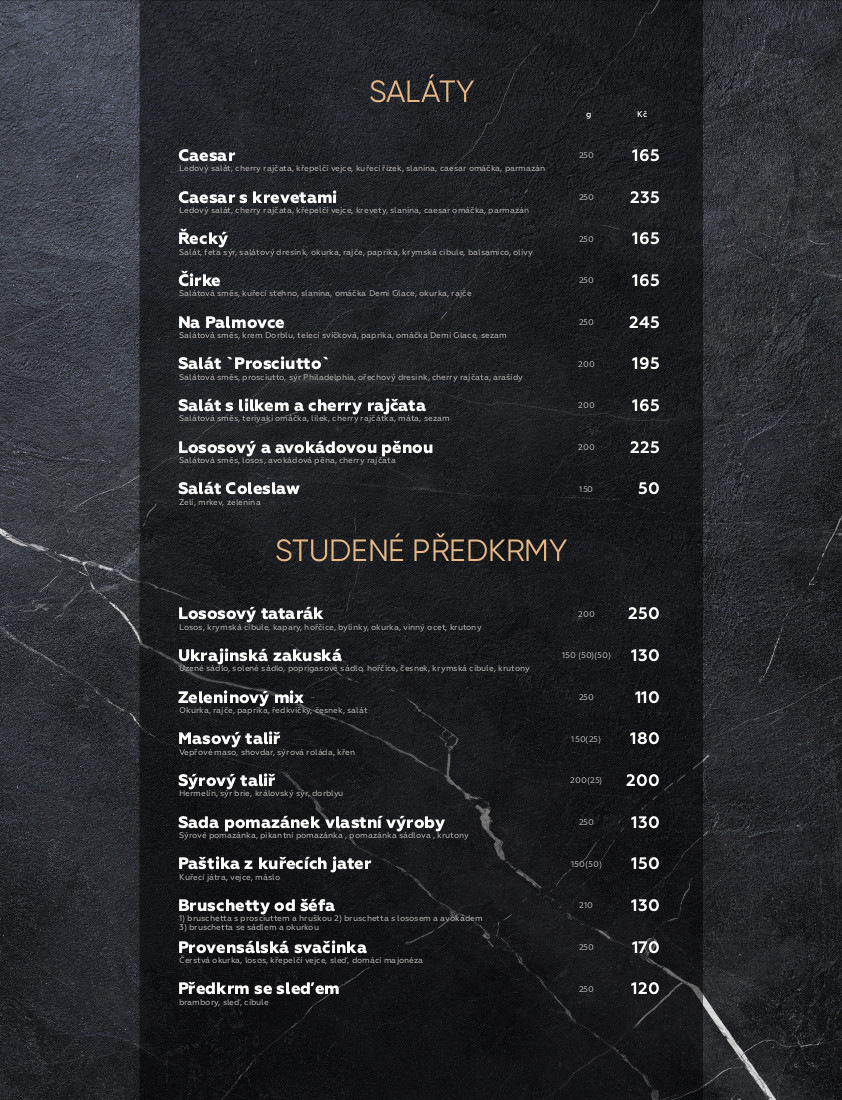 SALÁTY
g Kč
Caesar 250 165
Ledový salát, cherry rajčata, křepelčí vejce, kuřecí řízek, slanina, caesar omáčka, parmazán
Caesar s krevetami 250 235
Ledový salát, cherry rajčata, křepelčí vejce, krevety, slanina, caesar omáčka, parmazán
Řecký 250 165
Salát, feta sýr, salátový dresink, okurka, rajče, paprika, krymská cibule, balsamico, olivy
Čirke 250 165
Salátová směs, kuřecí stehno, slanina, omáčka Demi Glace, okurka, rajče
Na Palmovce 250 245
Salátová směs, krem Dorblu, telecí svíčková, paprika, omáčka Demi Glace, sezam
Salát `Prosciutto` 200 195
Salátová směs, prosciutto, sýr Philadelphia, ořechový dresink, cherry rajčata, arašídy
Salát s lilkem a cherry rajčata 200 165
Salátová směs, teriyaki omáčka, lilek, cherry rajčátka, máta, sezam
Lososový a avokádovou pěnou 200 225
Salátová směs, losos, avokádová pěna, cherry rajčata
Salát Coleslaw 150 50
Zelí, mrkev, zelenina
STUDENÉ PŘEDKRMY
Lososový tatarák 200 250
Losos, krymská cibule, kapary, hořčice, bylinky, okurka, vinný ocet, krutony
Ukrajinská zakuská 150 (50)(50) 130
Uzené sádlo, solené sádlo, poprigasové sádlo, hořčice, česnek, krymská cibule, krutony
Zeleninový mix 250 110
Okurka, rajče, paprika, ředkvičky, česnek, salát
Masový talíř 150(25) 180
Vepřové maso, shovdar, sýrová roláda, křen
Sýrový talíř 200(25) 200
Hermelín, sýr brie, královský sýr, dorblyu
Sada pomazánek vlastní výroby 250 130
Sýrové pomazánka, pikantní pomazánka , pomazánka sádlova , krutony
Paštika z kuřecích jater 150(50) 150
Kuřecí játra, vejce, máslo
Bruschetty od šéfa 210 130
1) bruschetta s prosciuttem a hruškou 2) bruschetta s lososem a avokádem
3) bruschetta se sádlem a okurkou
Provensálská svačinka 250 170
Čerstvá okurka, losos, křepelčí vejce, sleď, domácí majonéza
Předkrm se sleďem 250 120
brambory, sleď, cibule